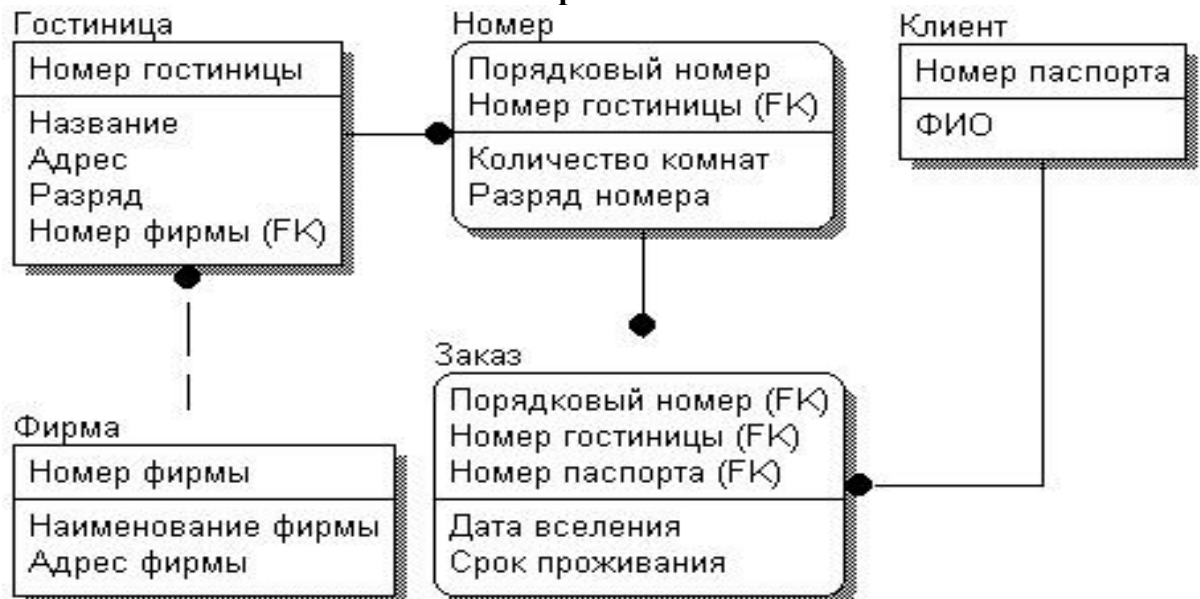 Гостиница
Номер гостиницы
Название
Адрес
Разряд
Номер фирмы (FK)
Номер
Порядковый номер
Номер гостиницы (FK)
Количество комнат
Разряд номера
Клиент
Номер паспорта
ФИО
Фирма
Номер фирмы
Наименование фирмы
Адрес фирмы
Заказ
Порядковый номер (FK)
Номер гостиницы (FK)
Номер паспорта (FK)
Дата вселения
Срок проживания